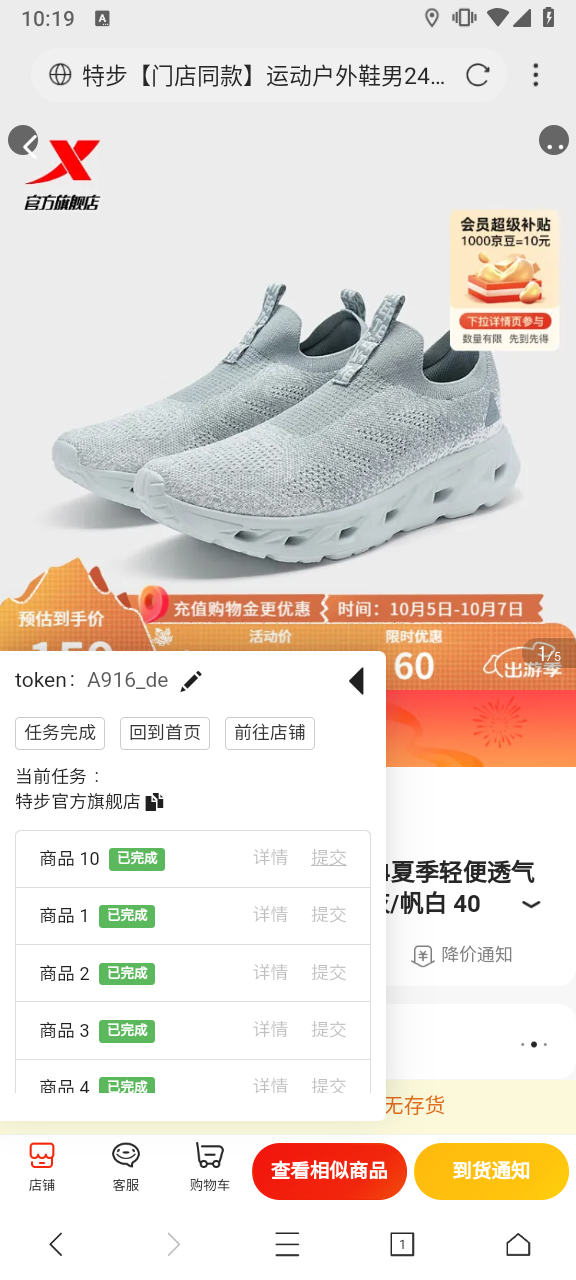 10:19
A
特步【门店同款】运动户外鞋男24...
官方旗舰店
会员超级补贴
1000京豆=10元
下拉详情页参与
数量有限 先到先得
充值购物金更优惠
时间：10月5日-10月7日
预估到手价
活动价
限时优惠
60
出游季
1/5
token： A916_de
任务完成
回到首页
前往店铺
当前任务：
特步官方旗舰店
商品 10 已完成 详情 提交
商品 1 已完成 详情 提交
商品 2 已完成 详情 提交
商品 3 已完成 详情 提交
商品 4 已完成 详情 提交
夏季轻便透气
/帆白 40
降价通知
无存货
店铺
客服
购物车
查看相似商品
到货通知
1